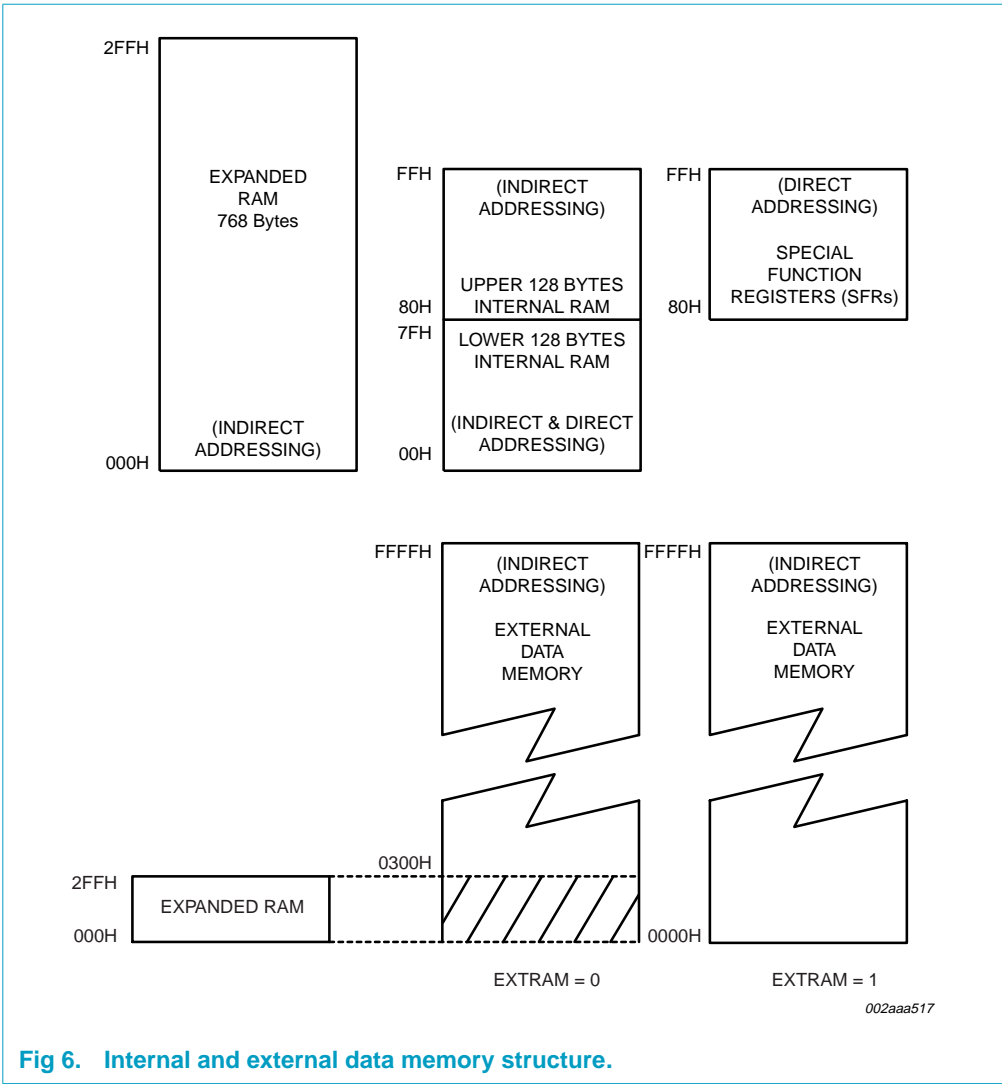 2FFH
EXPANDED
RAM
768 Bytes
(INDIRECT
ADDRESSING)
000H
FFH
(INDIRECT
ADDRESSING)
UPPER 128 BYTES
INTERNAL RAM
80H
7FH
LOWER 128 BYTES
INTERNAL RAM
(INDIRECT & DIRECT
ADDRESSING)
00H
FFH
(DIRECT
ADDRESSING)
SPECIAL
FUNCTION
REGISTERS (SFRs)
80H
FFFFH
(INDIRECT
ADDRESSING)
EXTERNAL
DATA
MEMORY
FFFFH
(INDIRECT
ADDRESSING)
EXTERNAL
DATA
MEMORY
2FFH
EXPANDED RAM
000H
0300H
0000H
EXTRAM = 0
EXTRAM = 1
002aaa517
Fig 6. Internal and external data memory structure.